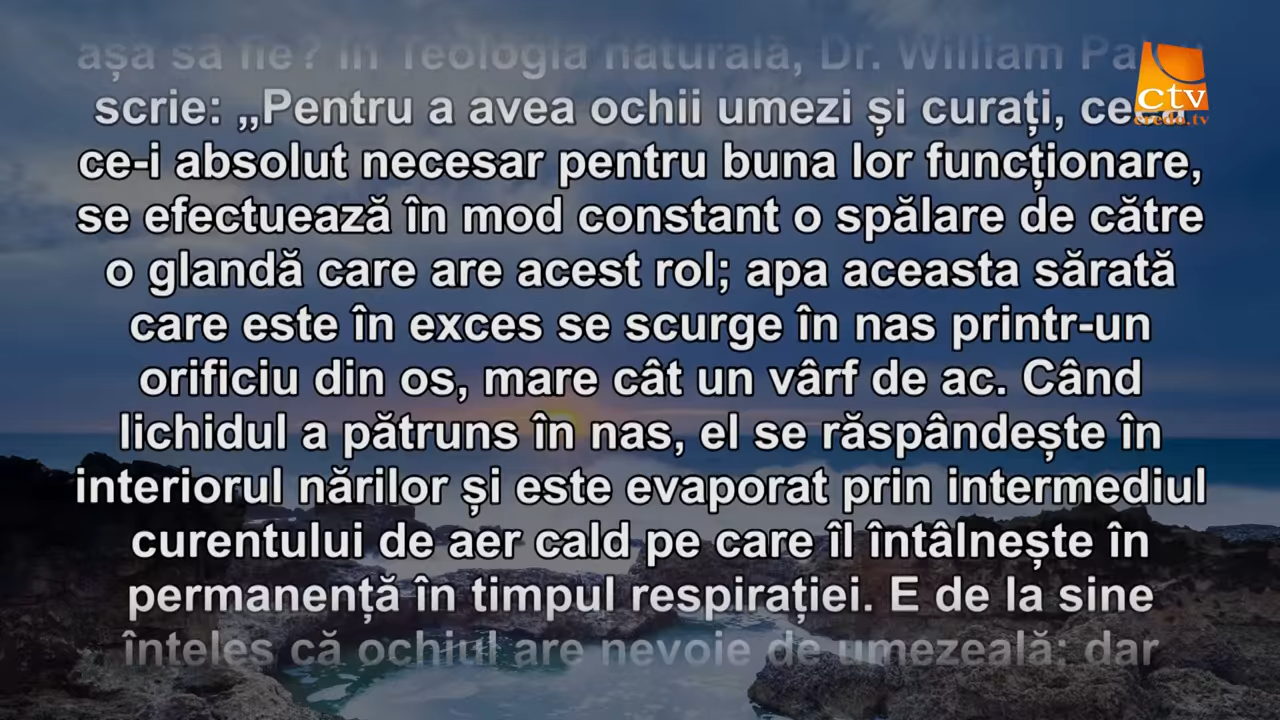 așa să fie? În Teologia naturală, Dr. William
scrie: „Pentru a avea ochii umezi și curați,
ce-i absolut necesar pentru buna lor funcționare,
se efectuează în mod constant o spălare de către
o glandă care are acest rol; apa aceasta sărată
care este în exces se scurge în nas printr-un
orificiu din os, mare cât un vârf de ac. Când
lichidul a pătruns în nas, el se răspândește în
interiorul nărilor și este evaporat prin intermediul
curentului de aer cald pe care îl întâlnește în
permanență în timpul respirației. E de la sine
înțeles că ochiul are nevoie de umezeală; dar
ctv
credo.tv